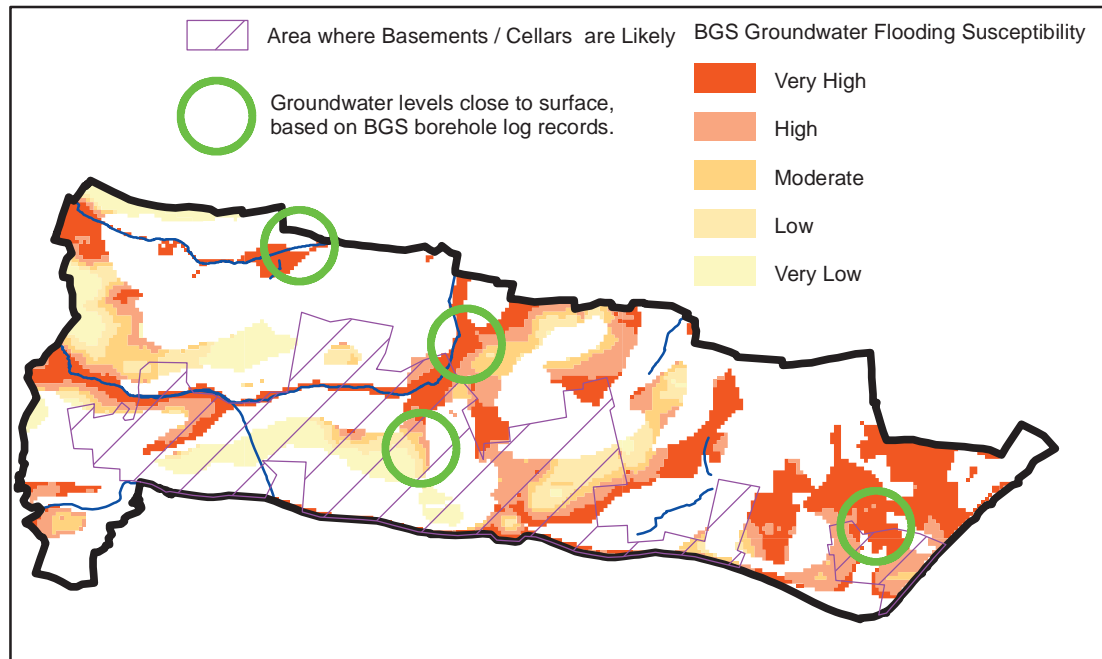 Area where Basements / Cellars are Likely
Groundwater levels close to surface,
based on BGS borehole log records.
BGS Groundwater Flooding Susceptibility
Very High
High
Moderate
Low
Very Low